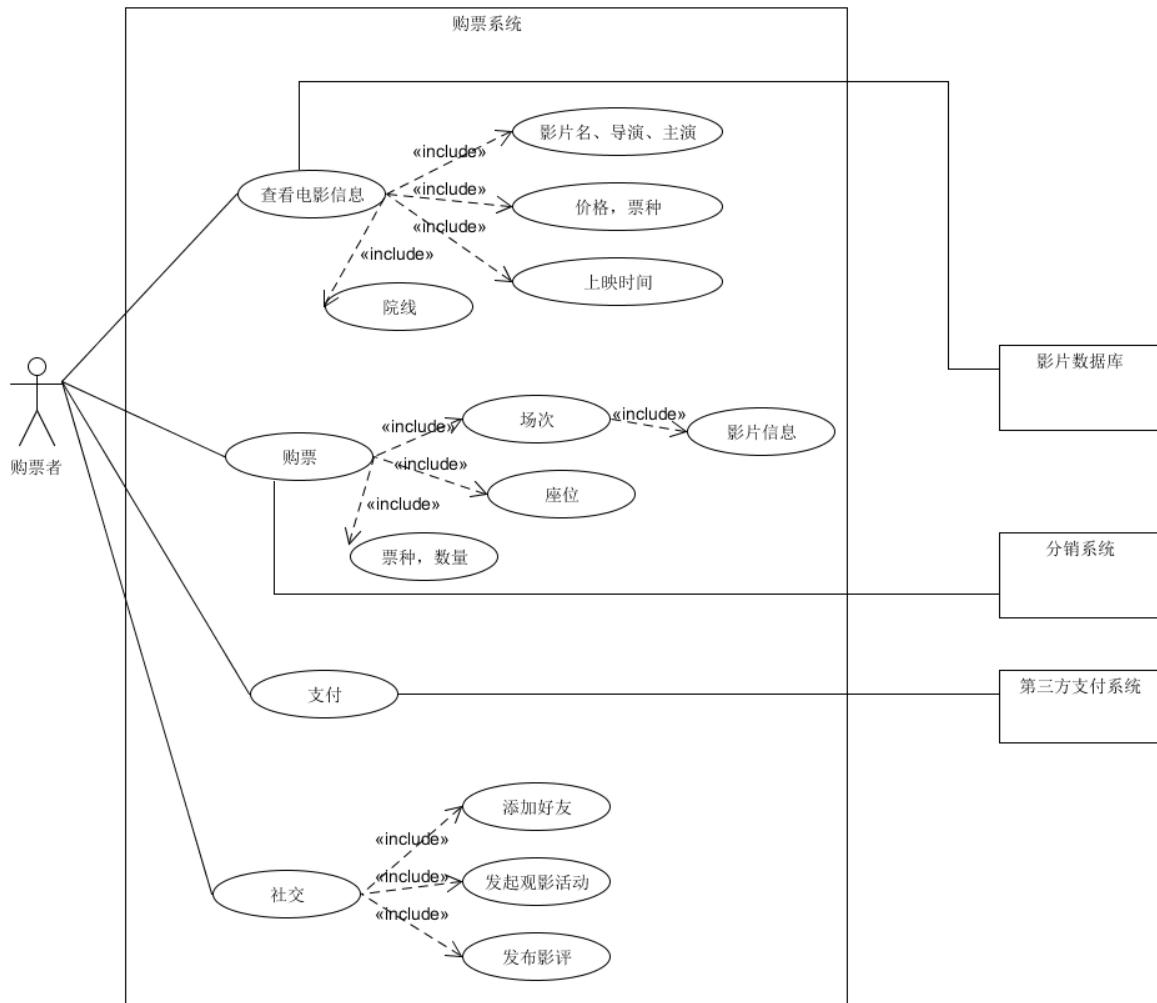 购票系统
影片名、导演、主演
«include»
查看电影信息
«include»
价格，票种
«include»
«include»
上映时间
院线
影片数据库
购票者
购票
«include»
场次
«include»
影片信息
«include»
座位
«include»
票种，数量
分销系统
支付
第三方支付系统
添加好友
«include»
社交
«include»
发起观影活动
«include»
发布影评